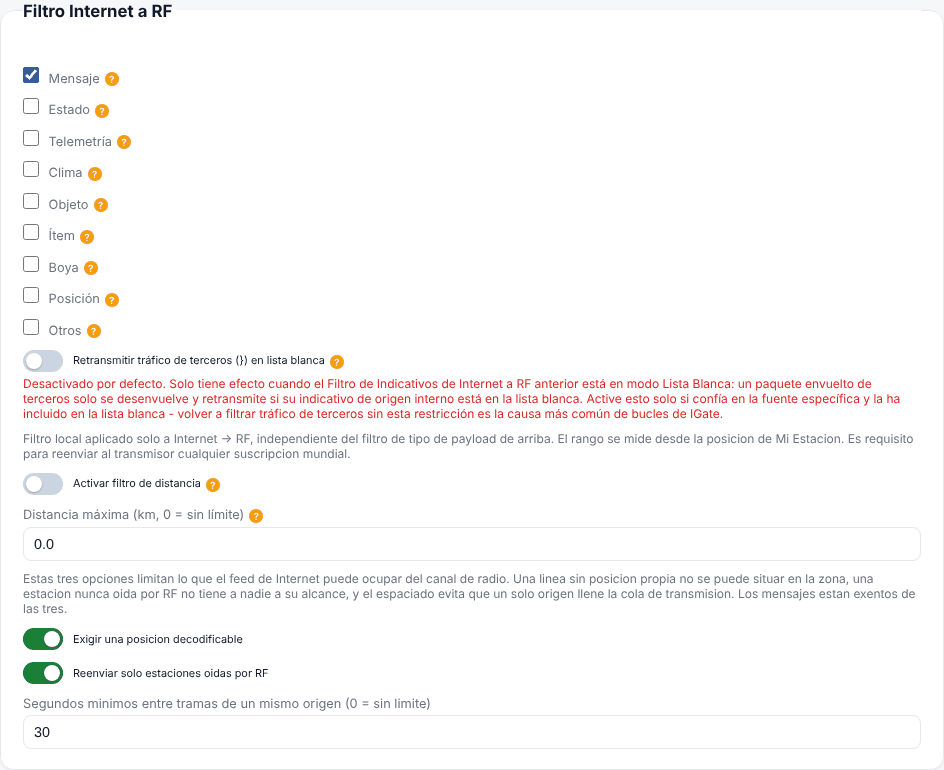 Filtro Internet a RF
Mensaje ?
Estado ?
Telemetría ?
Clima ?
Objeto ?
Ítem ?
Boya ?
Posición ?
Otros ?
Retransmitir tráfico de terceros (}) en lista blanca ?
Desactivado por defecto. Solo tiene efecto cuando el Filtro de Indicativos de Internet a RF anterior está en modo Lista Blanca: un paquete envuelto de
terceros solo se desenvuelve y retransmite si su indicativo de origen interno está en la lista blanca. Active esto solo si confía en la fuente específica y la ha
incluido en la lista blanca - volver a filtrar tráfico de terceros sin esta restricción es la causa más común de bucles de IGate.
Filtro local aplicado solo a Internet → RF, independiente del filtro de tipo de payload de arriba. El rango se mide desde la posicion de Mi Estacion. Es requisito
para reenviar al transmisor cualquier suscripcion mundial.
Activar filtro de distancia ?
Distancia máxima (km, 0 = sin límite) ?
0.0
Estas tres opciones limitan lo que el feed de Internet puede ocupar del canal de radio. Una linea sin posicion propia no se puede situar en la zona, una
estacion nunca oida por RF no tiene a nadie a su alcance, y el espaciado evita que un solo origen llene la cola de transmision. Los mensajes estan exentos de
las tres.
Exigir una posicion decodificable
Reenviar solo estaciones oidas por RF
Segundos minimos entre tramas de un mismo origen (0 = sin limite)
30